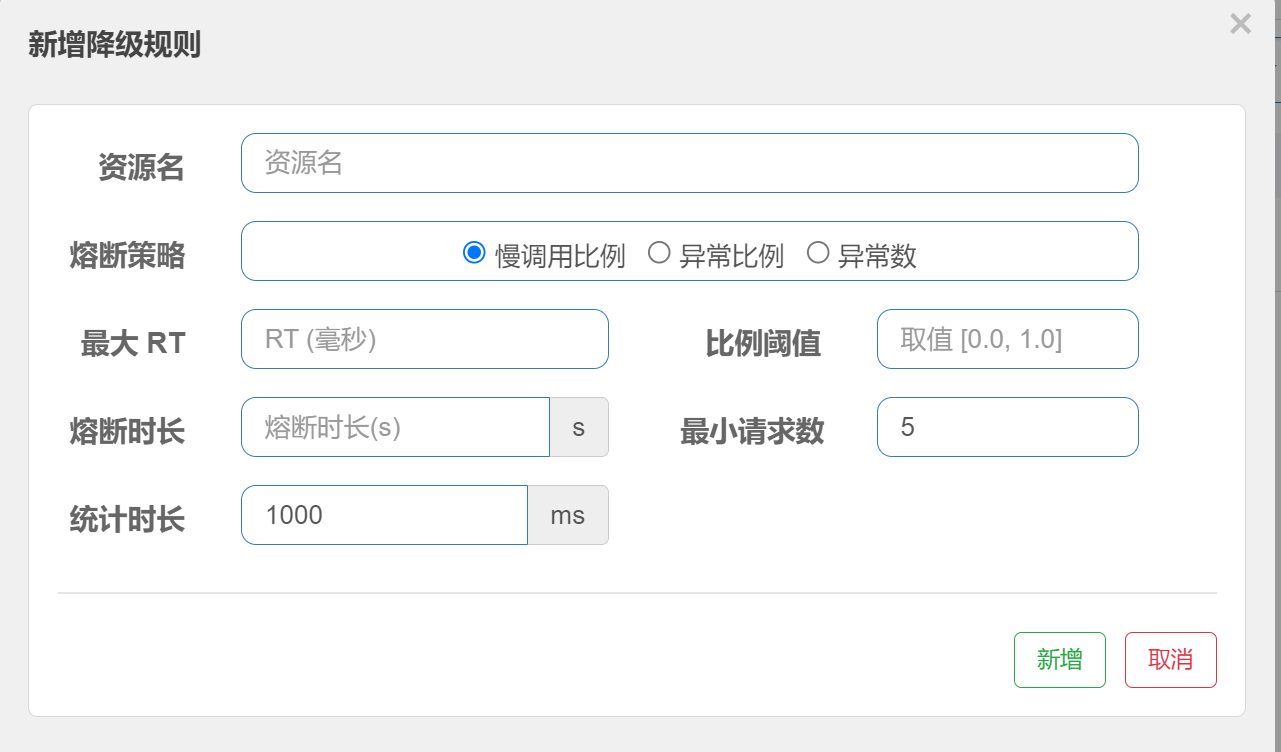 新增降级规则
×
资源名 资源名
熔断策略 慢调用比例 异常比例 异常数
最大 RT RT (毫秒) 比例阈值 取值 [0.0, 1.0]
熔断时长 熔断时长(s) s 最小请求数 5
统计时长 1000 ms
新增 取消